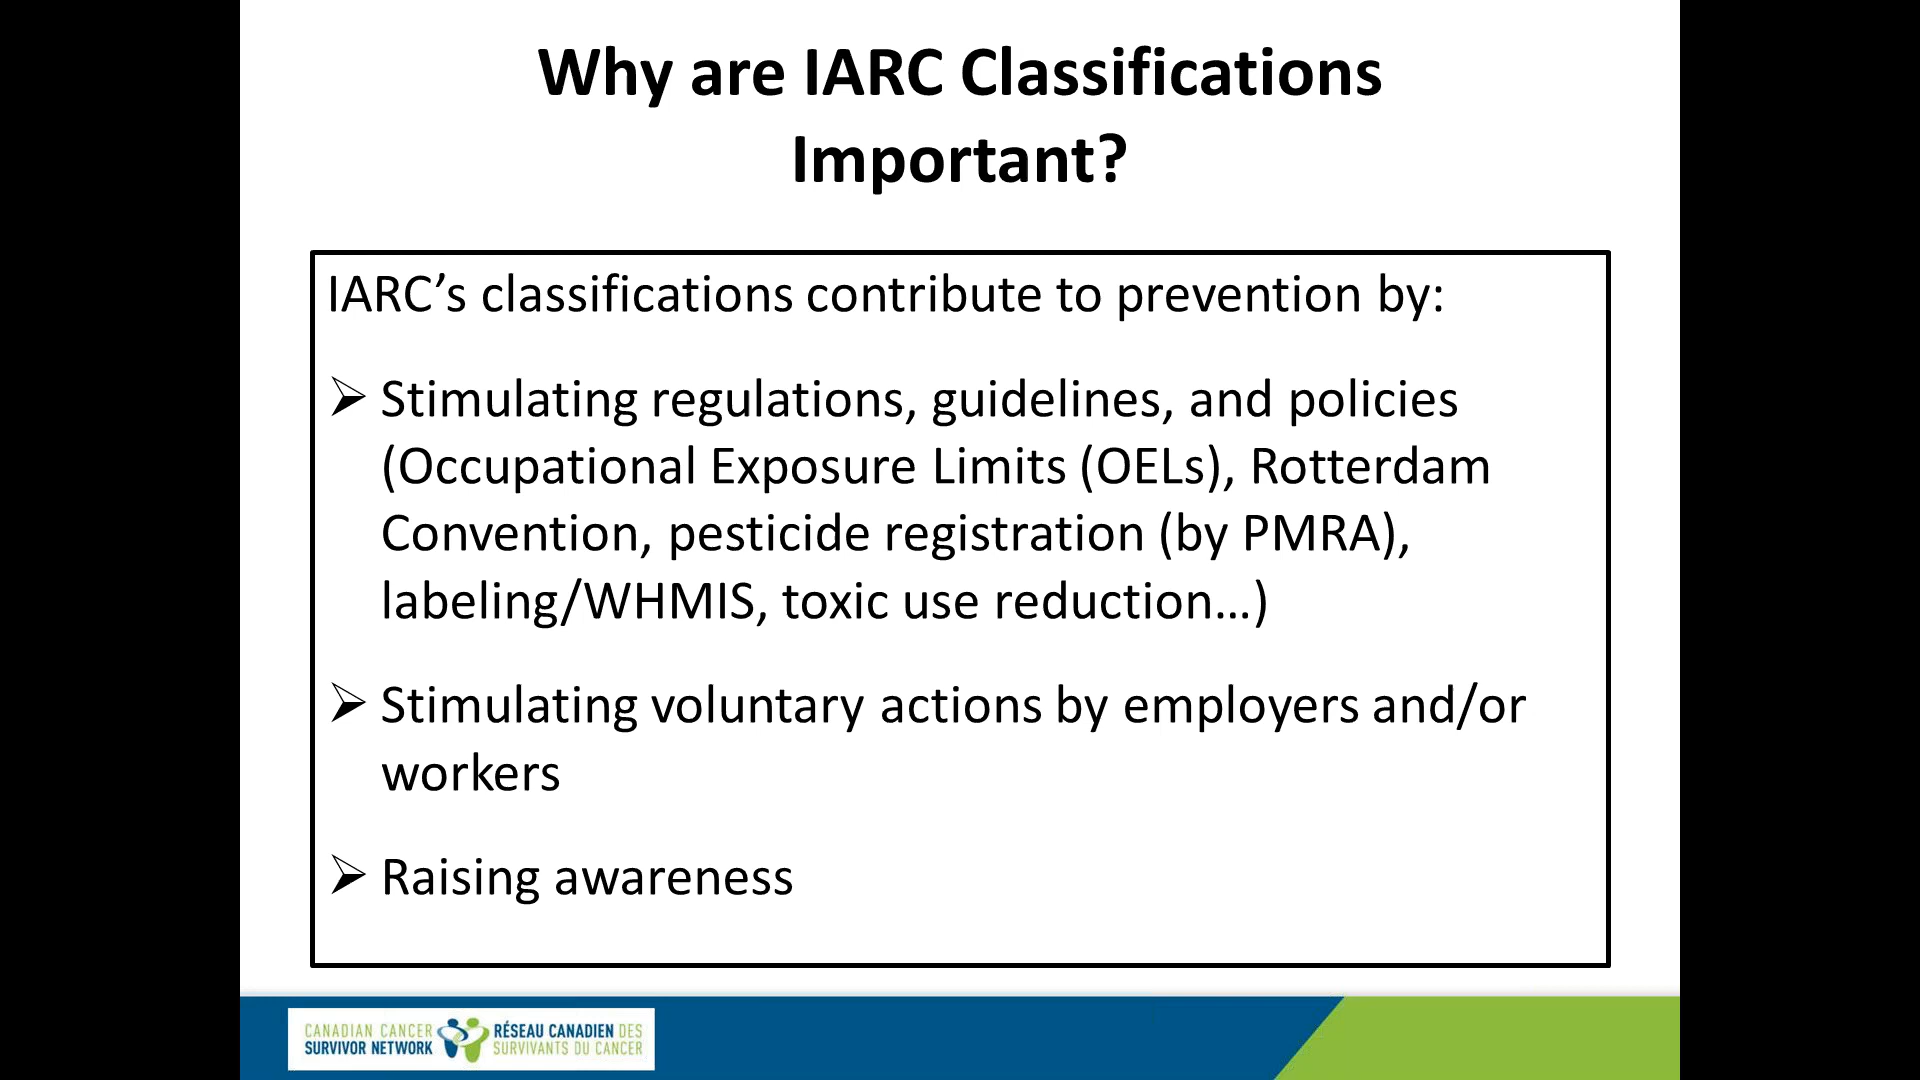 Why are IARC Classifications
Important?
IARC’s classifications contribute to prevention by:
➢ Stimulating regulations, guidelines, and policies
(Occupational Exposure Limits (OELs), Rotterdam
Convention, pesticide registration (by PMRA),
labeling/WHMIS, toxic use reduction…)
➢ Stimulating voluntary actions by employers and/or
workers
➢ Raising awareness
CANADIAN CANCER
SURVIVOR NETWORK
RÉSEAU CANADIEN DES
SURVIVANTS DU CANCER